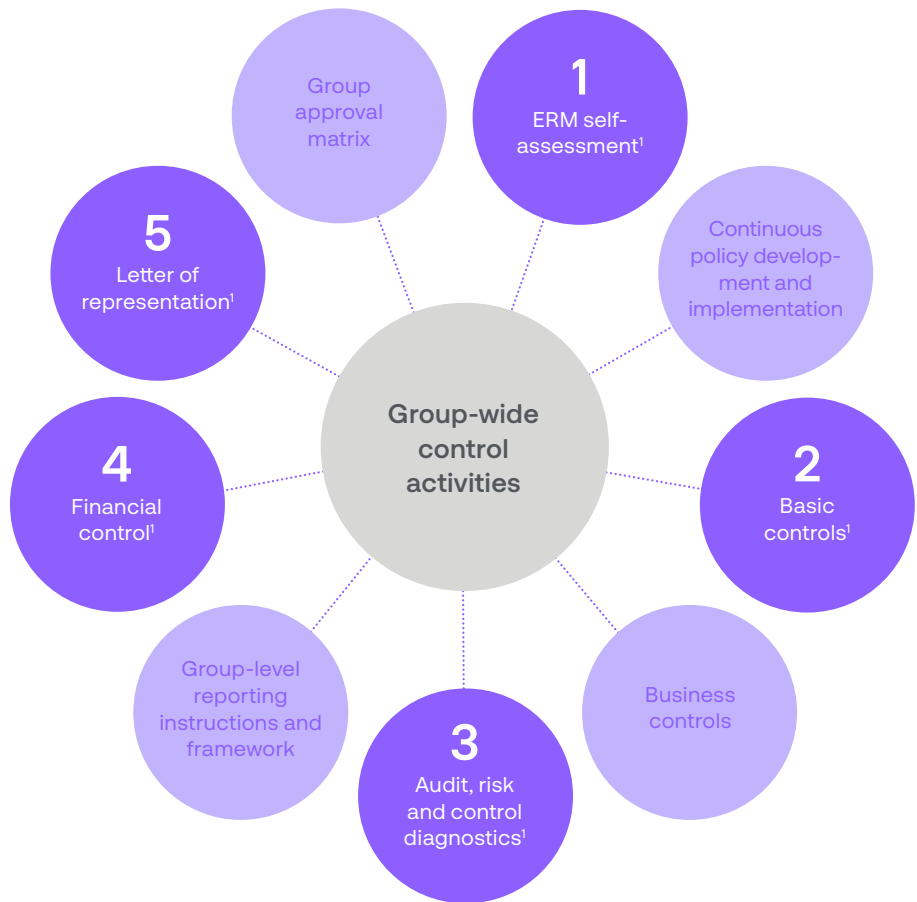 Group
approval
matrix
1
ERM self-
assessment¹
Continuous
policy develop-
ment and
implementation
2
Basic
controls¹
Business
controls
3
Audit, risk
and control
diagnostics¹
Group-level
reporting
instructions and
framework
4
Financial
control¹
5
Letter of
representation¹
Group-wide
control
activities